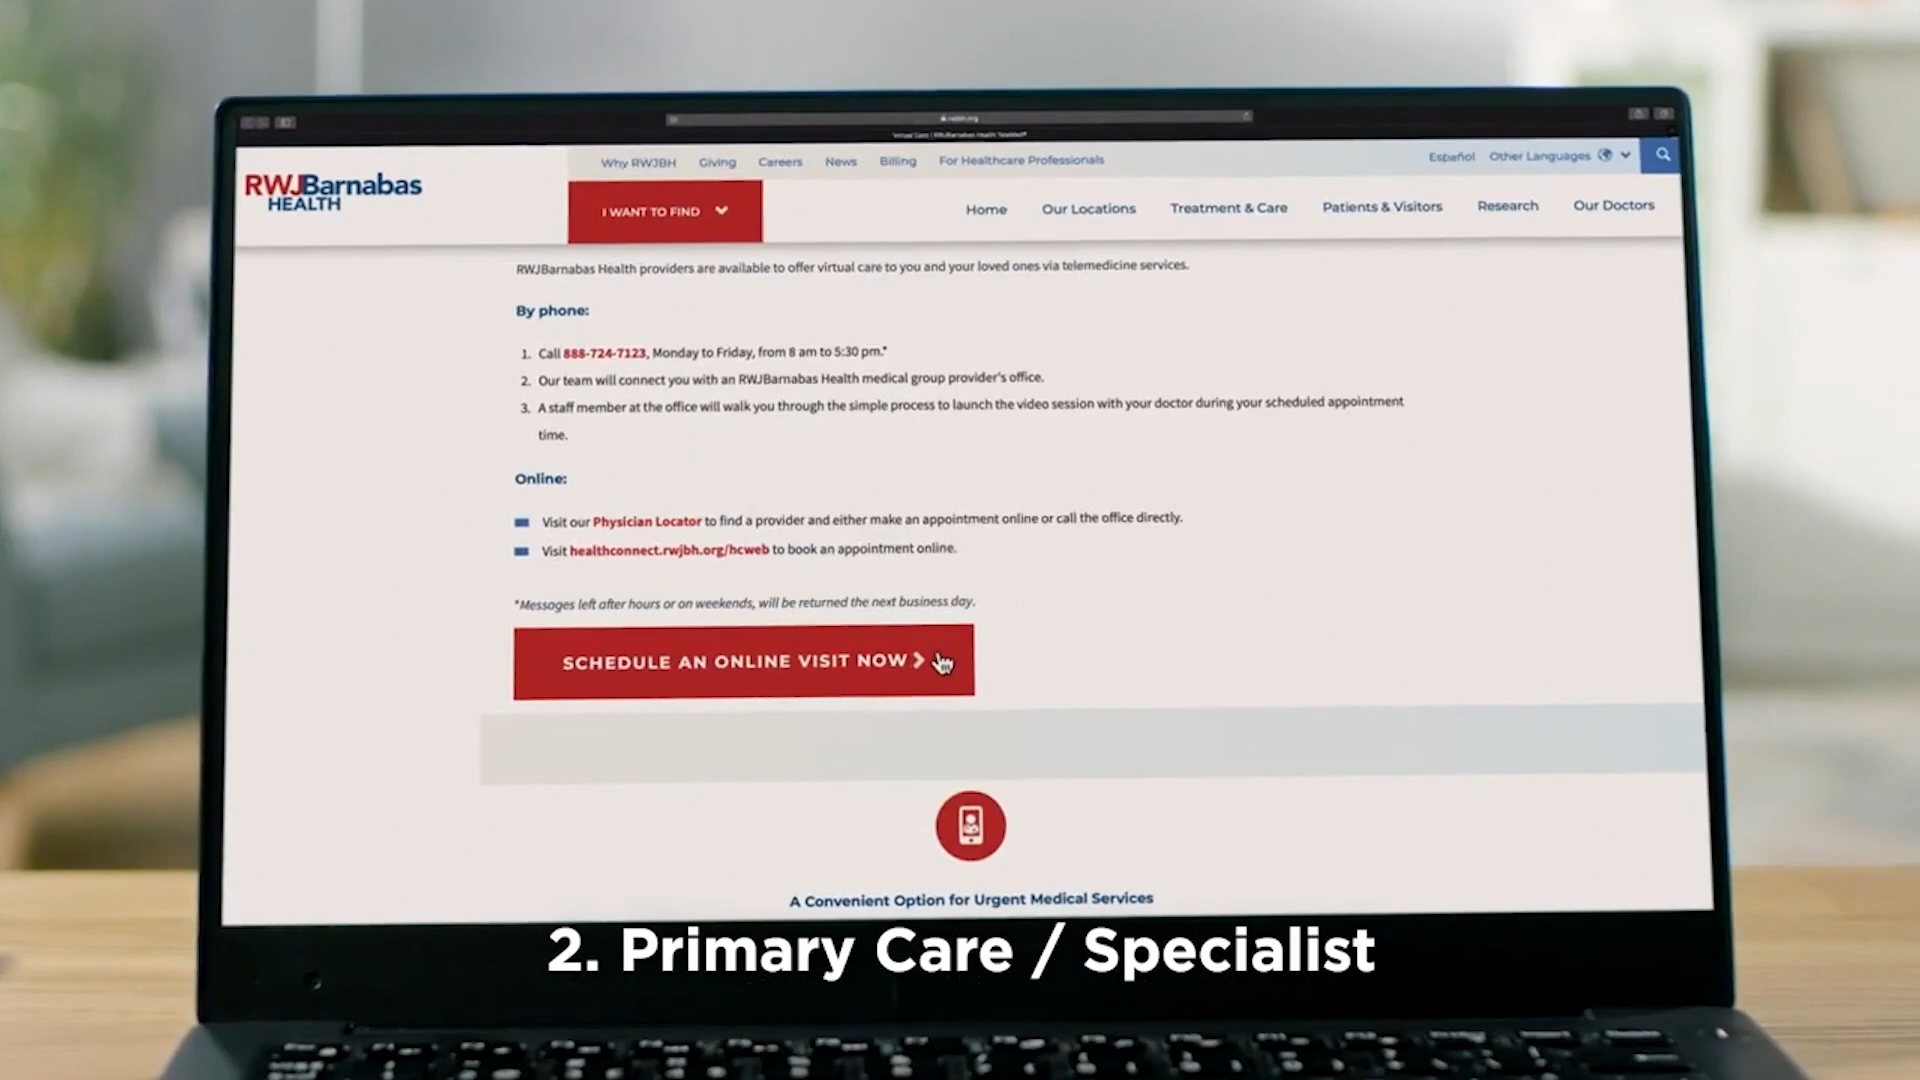 Virtual Care | RWJBarnabas Health TeleMed℠
Why RWJBH Giving Careers News Billing For Healthcare Professionals
Español Other Languages
RWJBarnabas
HEALTH
I WANT TO FIND
Home Our Locations Treatment & Care Patients & Visitors Research Our Doctors
RWJBarnabas Health providers are available to offer virtual care to you and your loved ones via telemedicine services.
By phone:
1. Call 888-724-7123, Monday to Friday, from 8 am to 5:30 pm.*
2. Our team will connect you with an RWJBarnabas Health medical group provider's office.
3. A staff member at the office will walk you through the simple process to launch the video session with your doctor during your scheduled appointment
time.
Online:
Visit our Physician Locator to find a provider and either make an appointment online or call the office directly.
Visit healthconnect.rwjbh.org/hcweb to book an appointment online.
*Messages left after hours or on weekends, will be returned the next business day.
SCHEDULE AN ONLINE VISIT NOW
A Convenient Option for Urgent Medical Services
2. Primary Care / Specialist